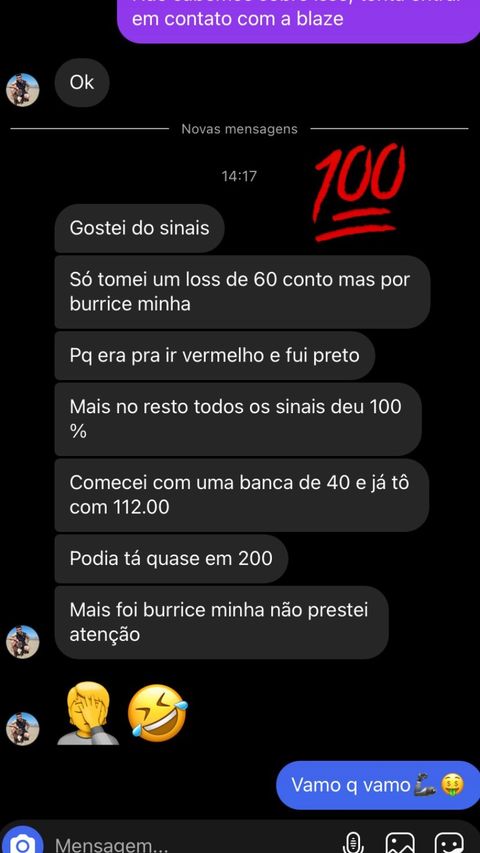 em contato com a blaze
Ok
Novas mensagens
14:17
100
Gostei do sinais
Só tomei um loss de 60 conto mas por
burrice minha
Pq era pra ir vermelho e fui preto
Mais no resto todos os sinais deu 100
%
Comecei com uma banca de 40 e já tô
com 112.00
Podia tá quase em 200
Mais foi burrice minha não prestei
atenção
Vamo q vamo
Mensagem...